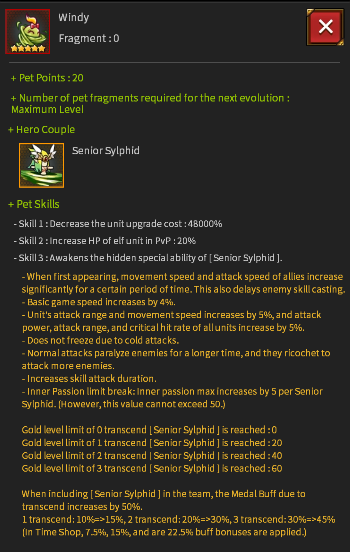 Windy
Fragment : 0
+ Pet Points : 20
+ Number of pet fragments required for the next evolution :
Maximum Level
+ Hero Couple
Senior Sylphid
+ Pet Skills
- Skill 1 : Decrease the unit upgrade cost : 48000%
- Skill 2 : Increase HP of elf unit in PvP : 20%
- Skill 3 : Awakens the hidden special ability of [ Senior Sylphid ].
- When first appearing, movement speed and attack speed of allies increase
significantly for a certain period of time. This also delays enemy skill casting.
- Basic game speed increases by 4%.
- Unit's attack range and movement speed increases by 5%, and attack
power, attack range, and critical hit rate of all units increase by 5%.
- Does not freeze due to cold attacks.
- Normal attacks paralyze enemies for a longer time, and they ricochet to
attack more enemies.
- Increases skill attack duration.
- Inner Passion limit break: Inner passion max increases by 5 per Senior
Sylphid. (However, this value cannot exceed 50.)
Gold level limit of 0 transcend [ Senior Sylphid ] is reached : 0
Gold level limit of 1 transcend [ Senior Sylphid ] is reached : 20
Gold level limit of 2 transcend [ Senior Sylphid ] is reached : 40
Gold level limit of 3 transcend [ Senior Sylphid ] is reached : 60
When including [ Senior Sylphid ] in the team, the Medal Buff due to
transcend increases by 50%.
1 transcend: 10%=>15%, 2 transcend: 20%=>30%, 3 transcend: 30%=>45%
(In Time Shop, 7.5%, 15%, and are 22.5% buff bonuses are applied.)